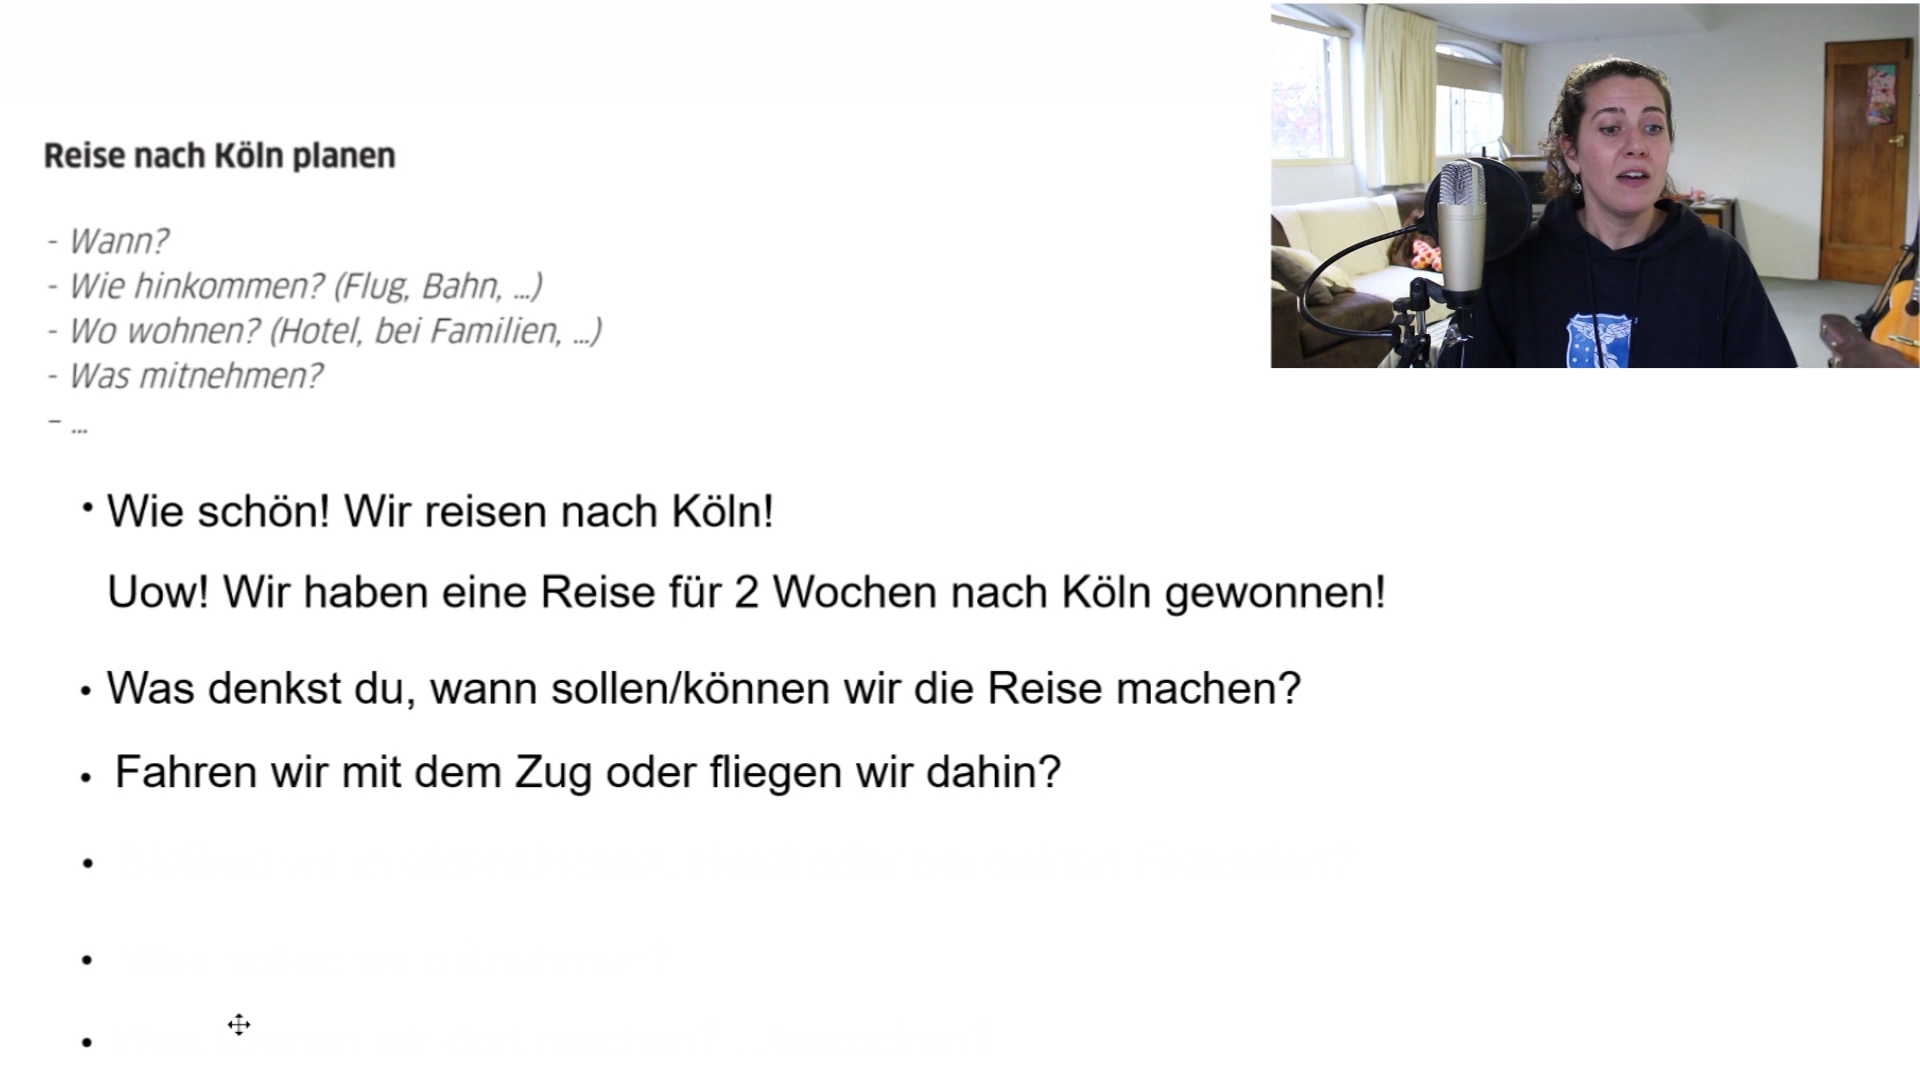 Reise nach Köln planen
- Wann?
- Wie hinkommen? (Flug, Bahn, ...)
- Wo wohnen? (Hotel, bei Familien, ...)
- Was mitnehmen?
- ...
• Wie schön! Wir reisen nach Köln!
Uow! Wir haben eine Reise für 2 Wochen nach Köln gewonnen!
• Was denkst du, wann sollen/können wir die Reise machen?
• Fahren wir mit dem Zug oder fliegen wir dahin?
•
•
•